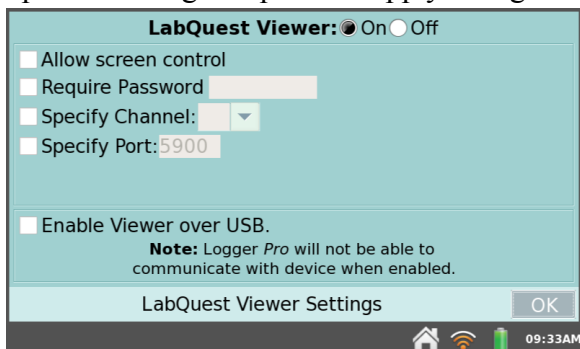 LabQuest Viewer: On Off
Allow screen control
Require Password
Specify Channel:
Specify Port: 5900
Enable Viewer over USB.
Note: Logger Pro will not be able to
communicate with device when enabled.
LabQuest Viewer Settings OK
09:33AM